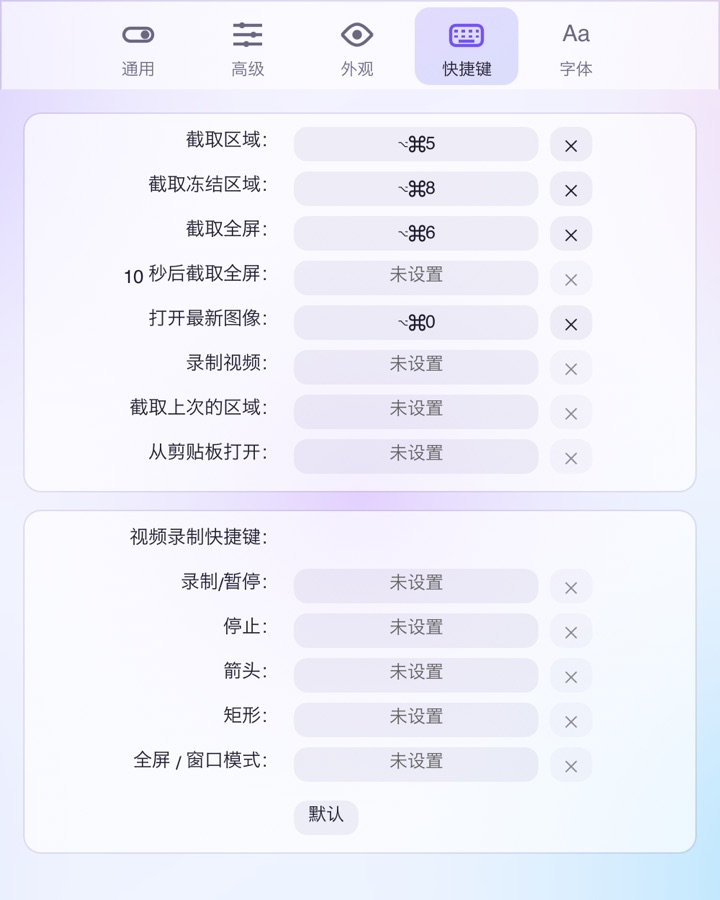 通用 高级 外观 快捷键 Aa 字体
截取区域： ⌥⌘5 ×
截取冻结区域： ⌥⌘8 ×
截取全屏： ⌥⌘6 ×
10 秒后截取全屏： 未设置 ×
打开最新图像： ⌥⌘0 ×
录制视频： 未设置 ×
截取上次的区域： 未设置 ×
从剪贴板打开： 未设置 ×
视频录制快捷键：
录制/暂停： 未设置 ×
停止： 未设置 ×
箭头： 未设置 ×
矩形： 未设置 ×
全屏 / 窗口模式： 未设置 ×
默认